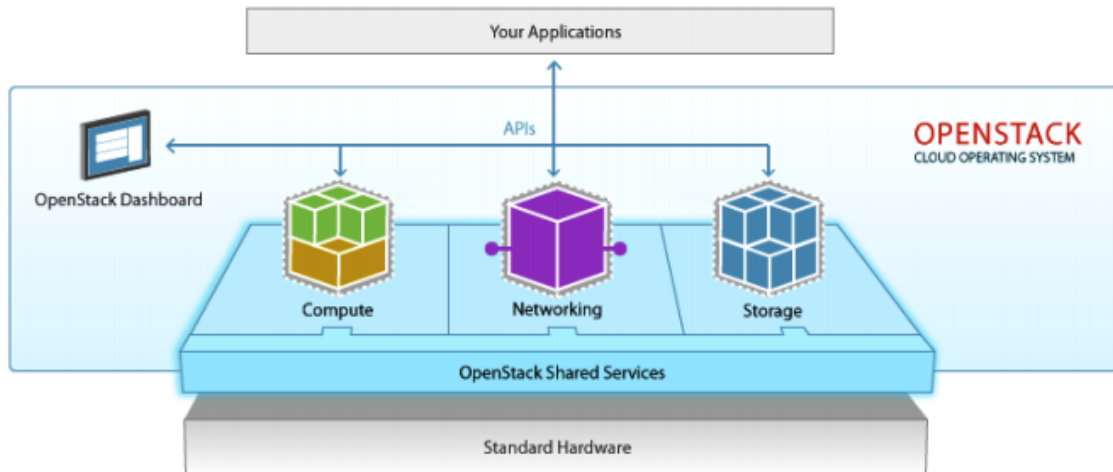 Your Applications
APIs
OPENSTACK
CLOUD OPERATING SYSTEM
OpenStack Dashboard
Compute
Networking
Storage
OpenStack Shared Services
Standard Hardware